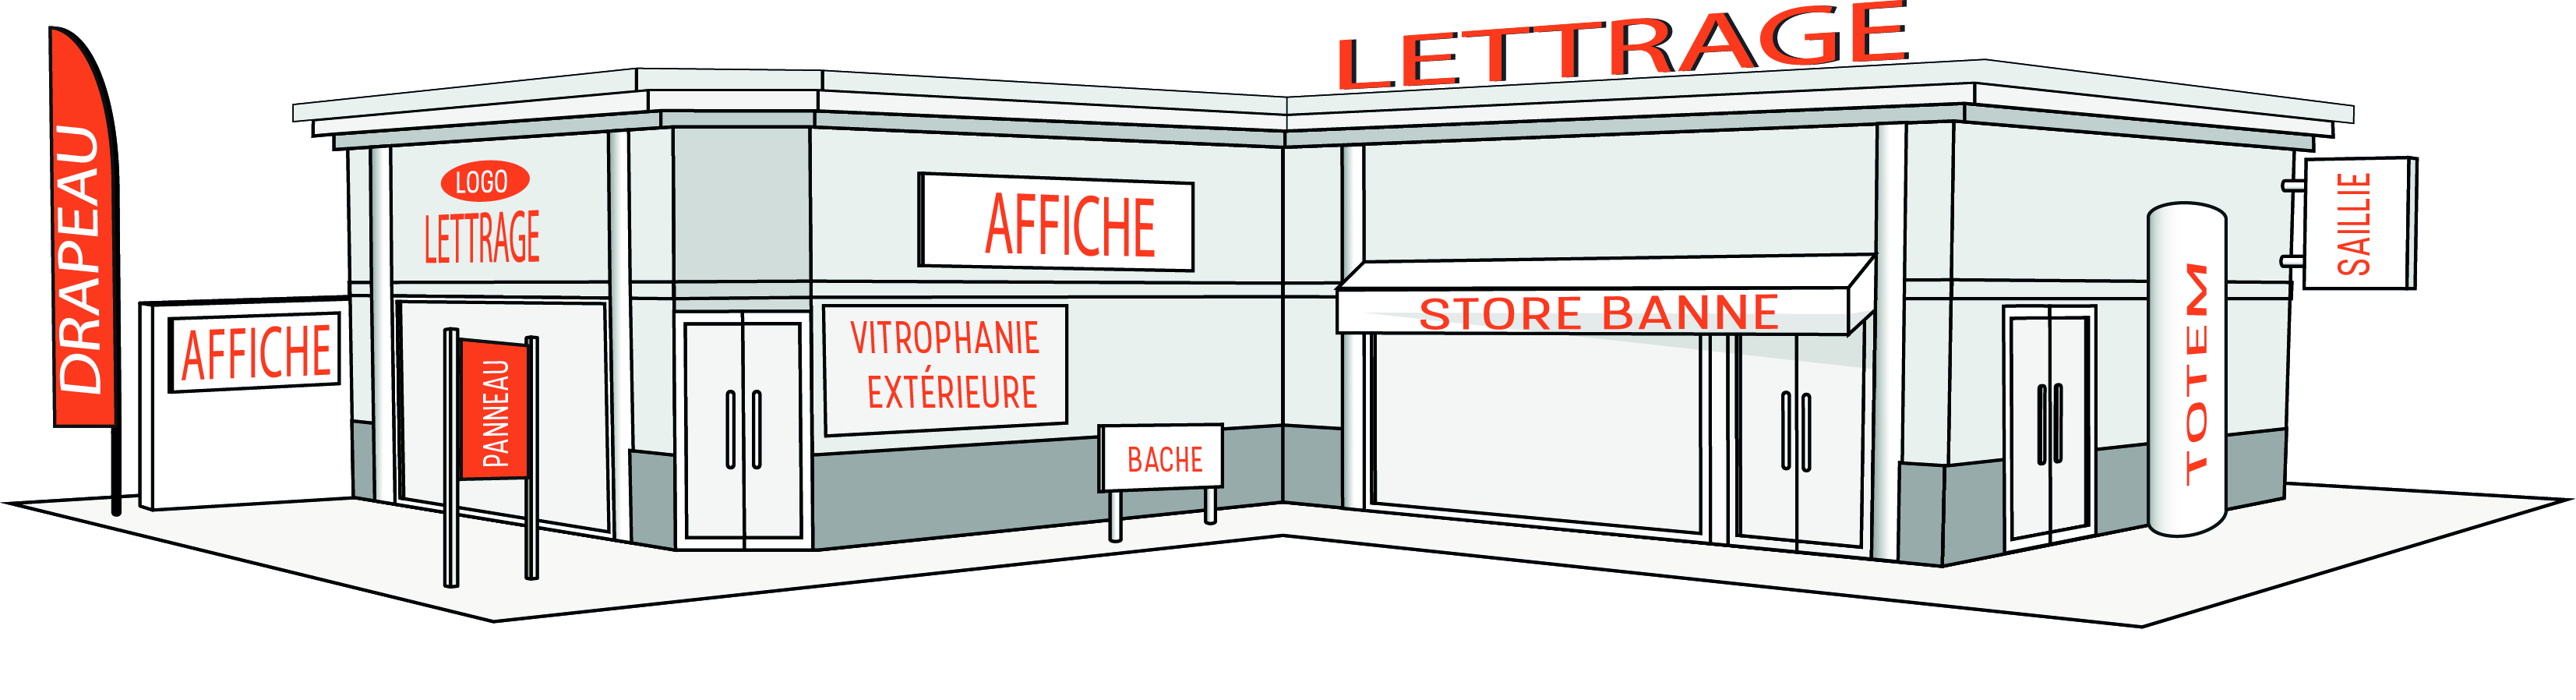 LETTRAGE
DRAPEAU
LOGO
LETTRAGE
AFFICHE
SAILLIE
AFFICHE
PANNEAU
VITROPHANIE
EXTÉRIEURE
STORE BANNE
TOTEM
BACHE